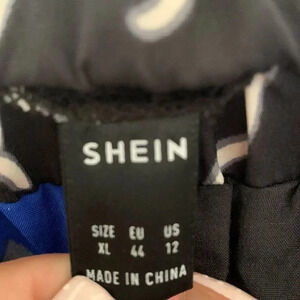 SHEIN
SIZE EU US
XL 44 12
MADE IN CHINA